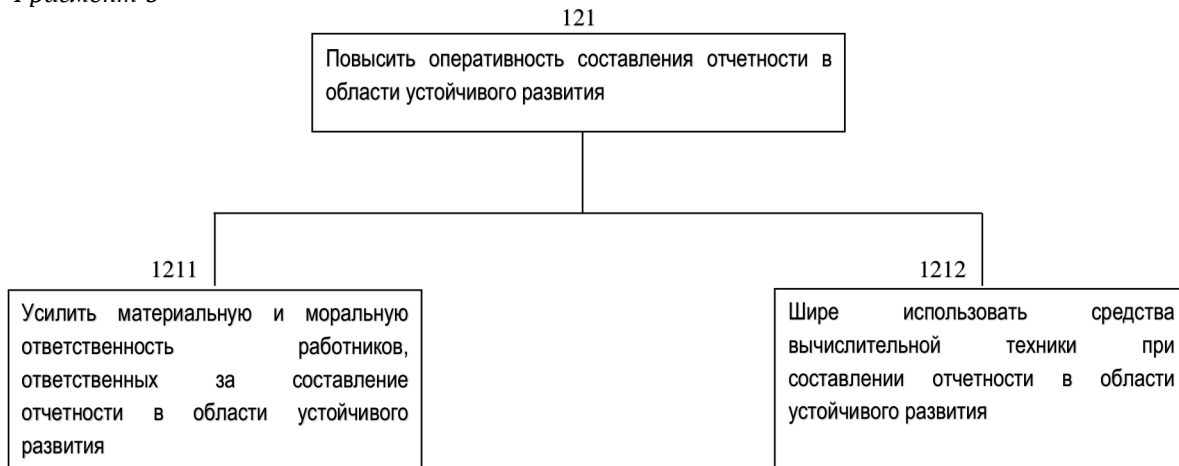 121
Повысить оперативность составления отчетности в
области устойчивого развития
1211
Усилить материальную и моральную
ответственность работников,
ответственных за составление
отчетности в области устойчивого
развития
1212
Шире использовать средства
вычислительной техники при
составлении отчетности в области
устойчивого развития